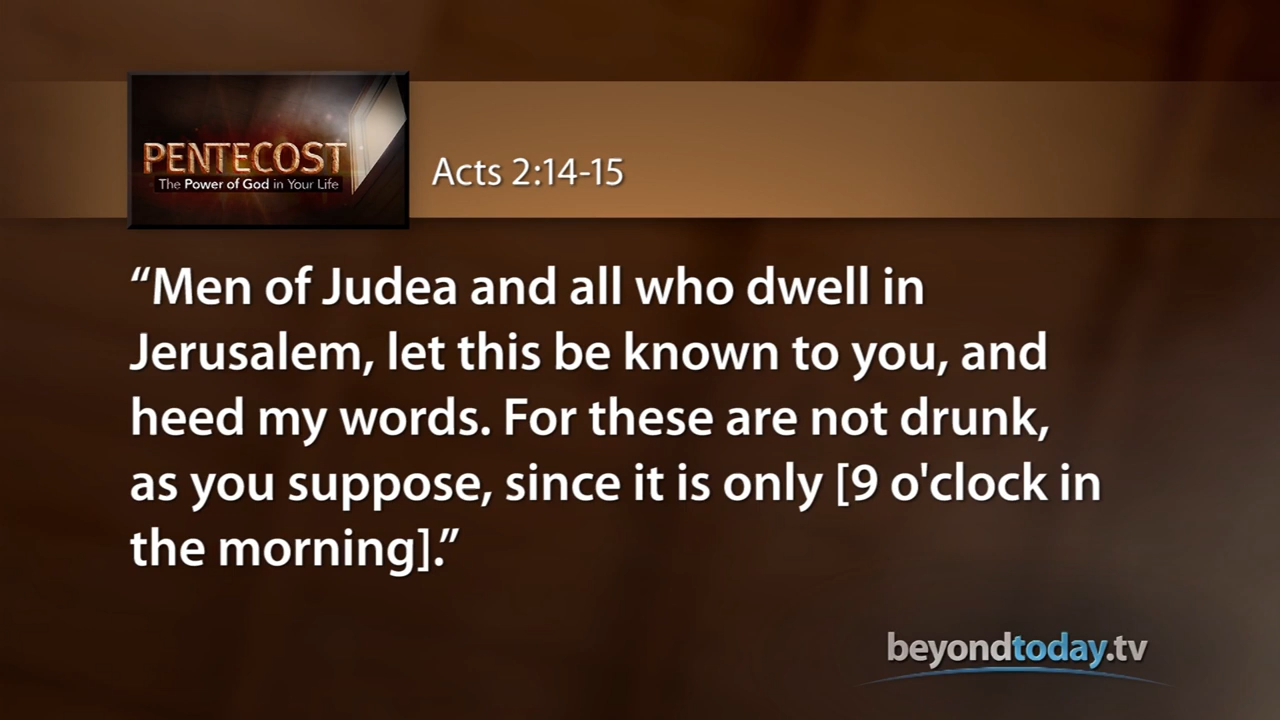 PENTECOST
The Power of God in Your Life
Acts 2:14-15
“Men of Judea and all who dwell in
Jerusalem, let this be known to you, and
heed my words. For these are not drunk,
as you suppose, since it is only [9 o'clock in
the morning].”
beyondtoday.tv